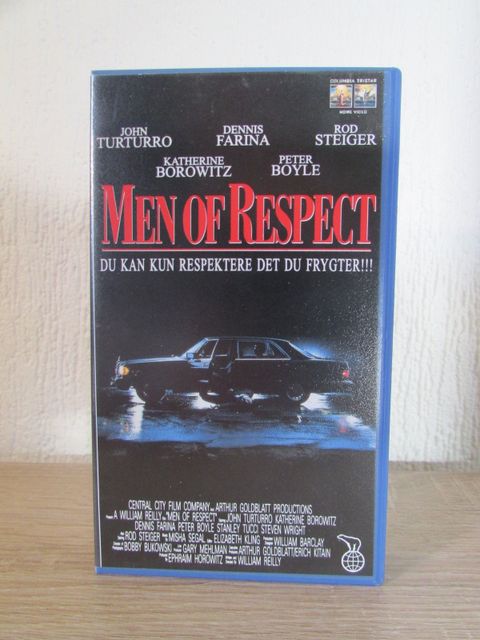 COLUMBIA TRISTAR
HOME VIDEO
JOHN TURTURRO
DENNIS FARINA
ROD STEIGER
KATHERINE BOROWITZ
PETER BOYLE
MEN OF RESPECT
DU KAN KUN RESPEKTERE DET DU FRYGTER!!!
CENTRAL CITY FILM COMPANY ARTHUR GOLDBLATT PRODUCTIONS
A WILLIAM REILLY "MEN OF RESPECT" JOHN TURTURRO KATHERINE BOROWITZ
DENNIS FARINA PETER BOYLE STANLEY TUCCI STEVEN WRIGHT
ROD STEIGER MISHA SEGAL ELIZABETH KLING WILLIAM BARCLAY
BOBBY BUKOWSKI GARY MEHLMAN ARTHUR GOLDBLATT/ERICH KITAIN
EPHRAIM HOROWITZ WILLIAM REILLY